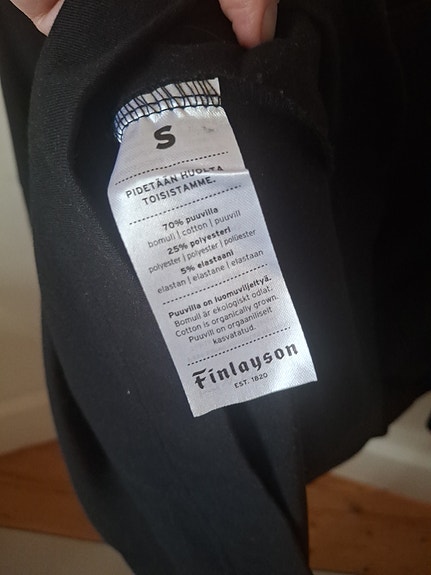 S
PIDETÄÄN HUOLTA
TOISISTAMME.
70% puuvilla
bomull | cotton | puuvill
25% polyesteri
polyester | polyester | polüester
5% elastaani
elastan | elastane | elastaan
Puuvilla on luomuviljeltyä.
Bomull är ekologiskt odlat.
Cotton is organically grown.
Puuvill on orgaaniliselt
kasvatatud.
Finlayson
EST. 1820